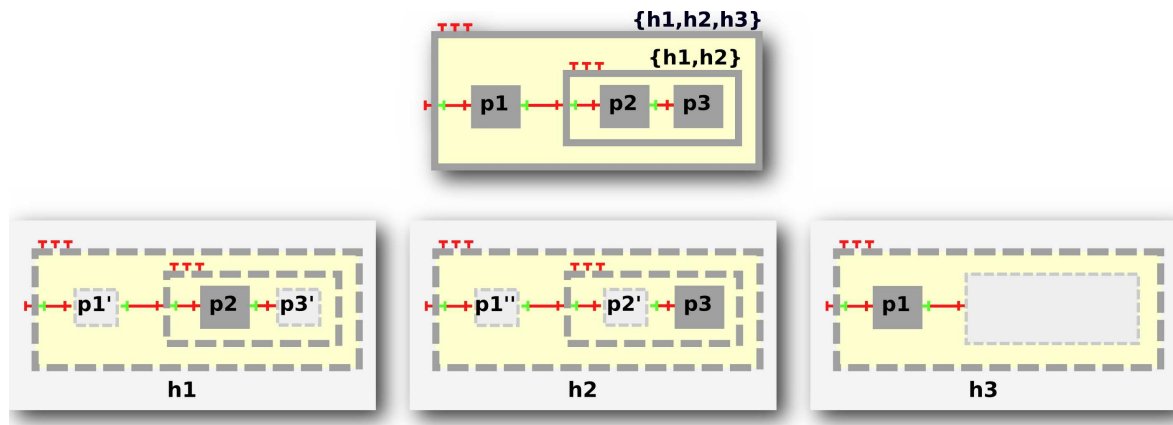 {h1,h2,h3}
{h1,h2}
p1 p2 p3
p1' p2 p3'
h1
p1'' p2' p3
h2
p1
h3